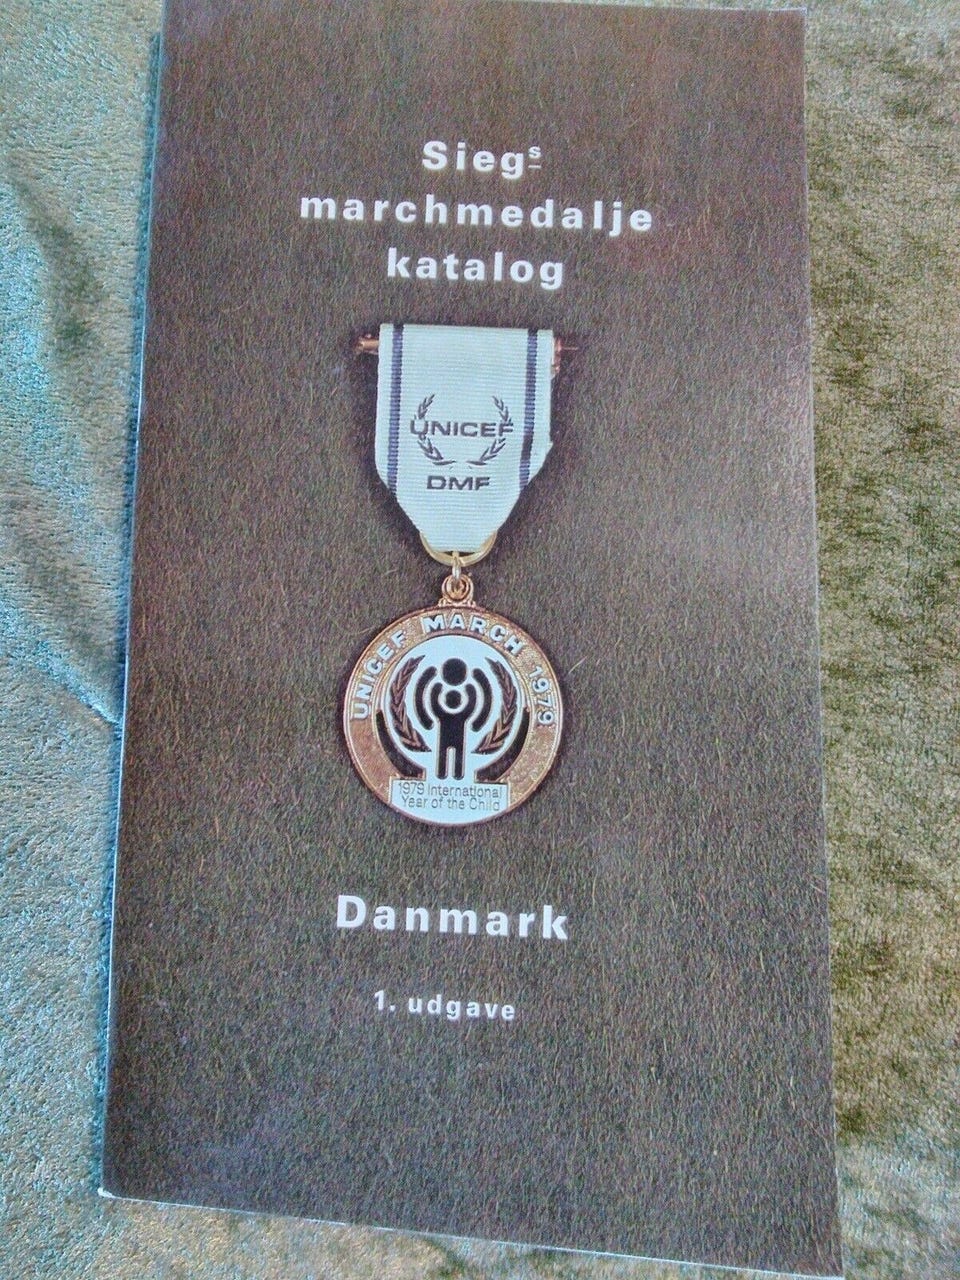 Siegs
marchmedalje
katalog
UNICEF
DMF
UNICEF MARCH 1979
1979 International
Year of the Child
Danmark
1. udgave